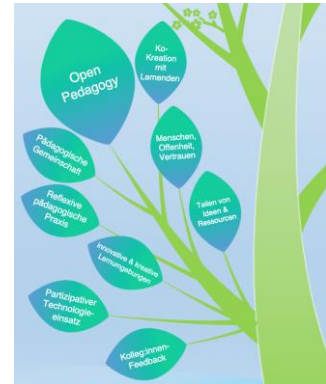 Open
Pedagogy
Ko-
Kreation
mit
Lernenden
Menschen,
Offenheit,
Vertrauen
Pädagogische
Gemeinschaft
Teilen von
Ideen &
Ressourcen
Reflexive
pädagogische
Praxis
Innovative & kreative
Lernumgebungen
Partizipativer
Technologie-
einsatz
Kolleg:innen-
Feedback